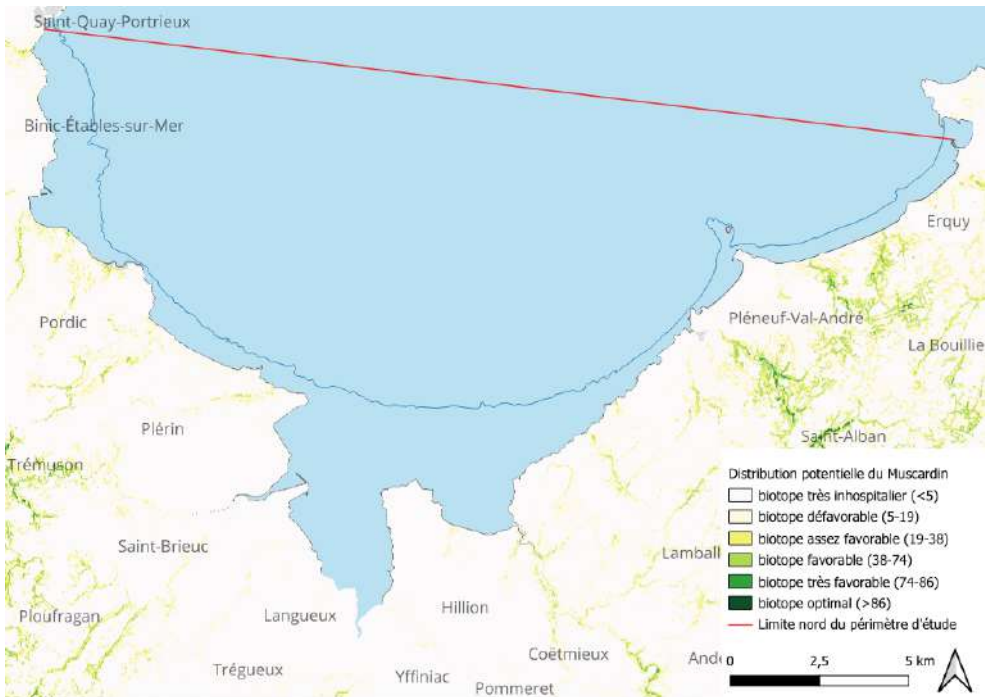 Saint-Quay-Portrieux
Binic-Étables-sur-Mer
Erquy
Pordic
Pléneuf-Val-André
La Bouillie
Plérin
Saint-Alban
Trémuson
Distribution potentielle du Muscardin
biotope très inhospitalier (<5)
biotope défavorable (5-19)
biotope assez favorable (19-38)
biotope favorable (38-74)
biotope très favorable (74-86)
biotope optimal (>86)
Limite nord du périmètre d'étude
Saint-Brieuc
Lamball
Ploufragan
Langueux
Hillion
Coëtmieux
And
Trégueux
Yffiniac
Pommeret
0
2,5
5 km